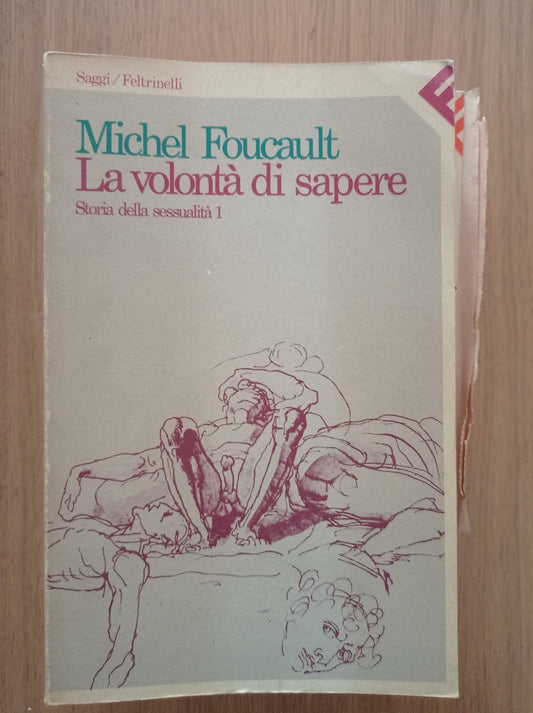 Saggi/Feltrinelli
Michel Foucault
La volontà di sapere
Storia della sessualità 1